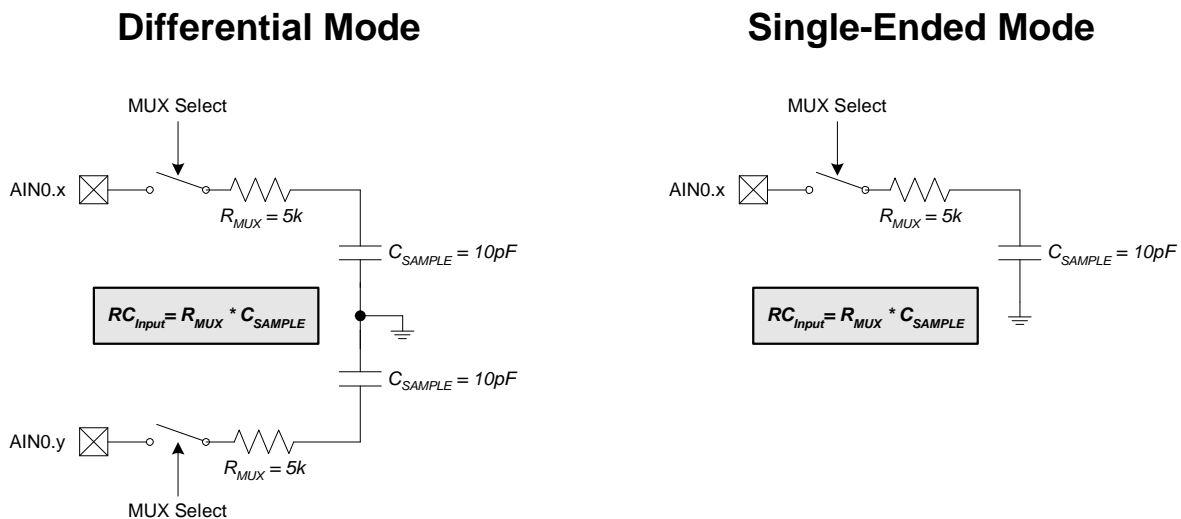 Differential Mode
MUX Select
AIN0.x
R_MUX = 5k
C_SAMPLE = 10pF
RC_Input= R_MUX * C_SAMPLE
C_SAMPLE = 10pF
AIN0.y
R_MUX = 5k
MUX Select
Single-Ended Mode
MUX Select
AIN0.x
R_MUX = 5k
C_SAMPLE = 10pF
RC_Input= R_MUX * C_SAMPLE